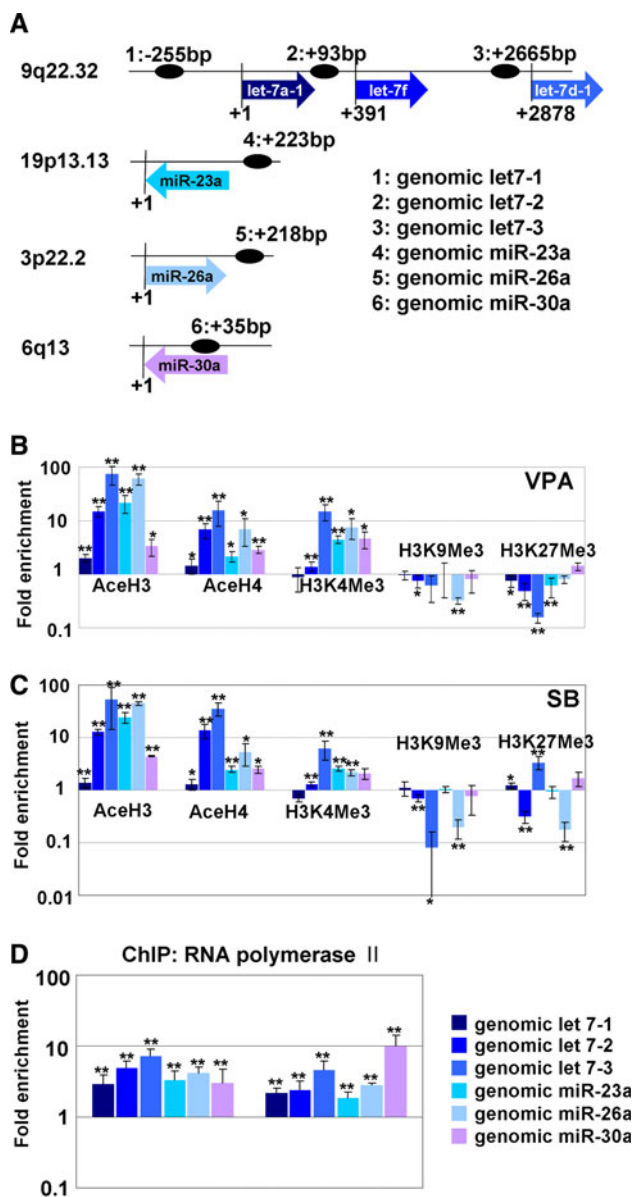 A
1:-255bp 2:+93bp 3:+2665bp
9q22.32
let-7a-1 let-7f let-7d-1
+1 +391 +2878
4:+223bp
19p13.13
miR-23a
+1
5:+218bp
3p22.2
miR-26a
+1
6:+35bp
6q13
miR-30a
+1
1: genomic let7-1
2: genomic let7-2
3: genomic let7-3
4: genomic miR-23a
5: genomic miR-26a
6: genomic miR-30a
B
VPA
Fold enrichment
100
10
1
0.1
** ** ** ** ** *
AceH3
* ** ** * * **
AceH4
** ** ** * *
H3K4Me3
H3K9Me3
* **
H3K27Me3
* ** ** **
C
SB
Fold enrichment
100
10
1
0.1
0.01
** ** ** ** ** **
AceH3
* ** ** ** * *
AceH4
** ** ** **
H3K4Me3
H3K9Me3
** * **
H3K27Me3
* ** ** **
D
ChIP: RNA polymerase II
Fold enrichment
100
10
1
0.1
** ** ** ** ** **
** ** ** ** ** **
genomic let 7-1
genomic let 7-2
genomic let 7-3
genomic miR-23a
genomic miR-26a
genomic miR-30a